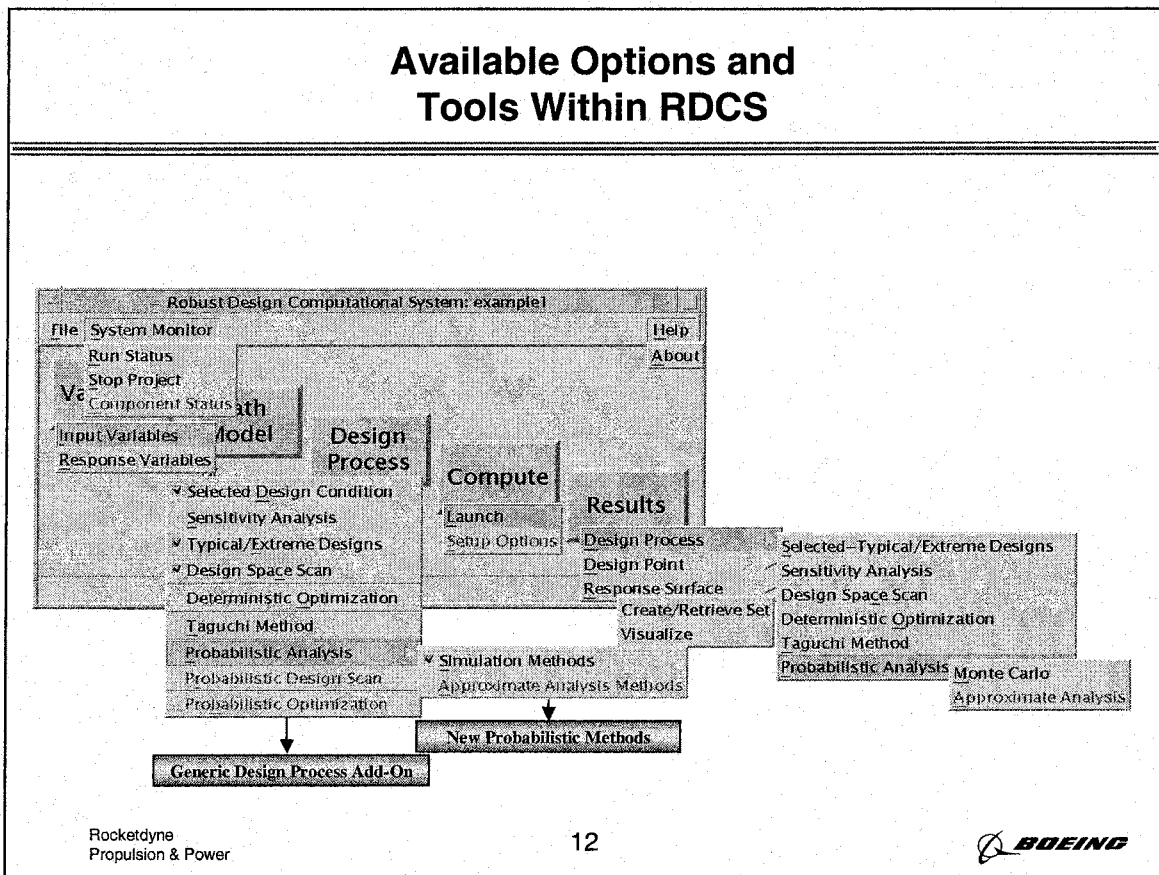 Available Options and
Tools Within RDCS
Robust Design Computational System: example1
File System Monitor
Help
Run Status
About
Stop Project
Component Status
Va
ath
Model
Input Variables
Response Variables
Design
Process
Compute
Results
Selected Design Condition
Sensitivity Analysis
Typical/Extreme Designs
Design Space Scan
Deterministic Optimization
Taguchi Method
Probabilistic Analysis
Probabilistic Design Scan
Probabilistic Optimization
Launch
Setup Options
Design Process
Design Point
Response Surface
Create/Retrieve Set
Visualize
Selected-Typical/Extreme Designs
Sensitivity Analysis
Design Space Scan
Deterministic Optimization
Taguchi Method
Probabilistic Analysis
Monte Carlo
Approximate Analysis
Simulation Methods
Approximate Analysis Methods
New Probabilistic Methods
Generic Design Process Add-On
Rocketdyne
Propulsion & Power
12
BOEING